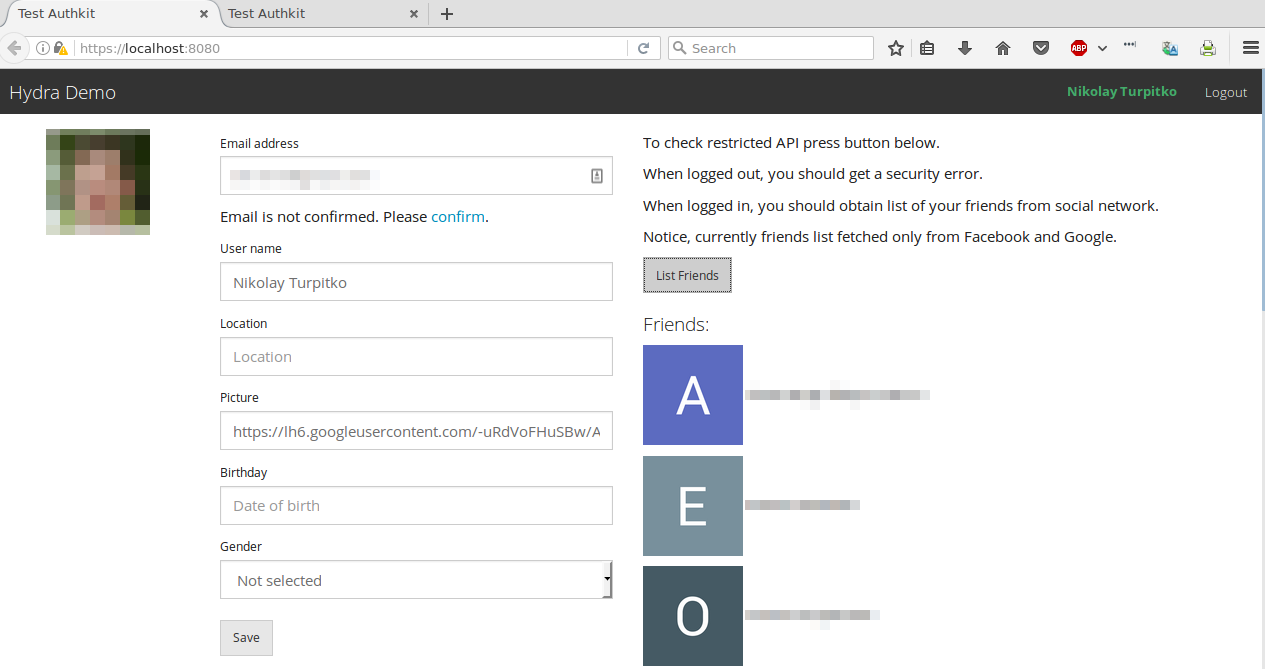 Test Authkit
Test Authkit
https://localhost:8080
Search
ABP
Hydra Demo
Nikolay Turpitko
Logout
Email address
Email is not confirmed. Please confirm.
User name
Nikolay Turpitko
Location
Location
Picture
https://lh6.googleusercontent.com/-uRdVoFHuSBw/A
Birthday
Date of birth
Gender
Not selected
Save
To check restricted API press button below.
When logged out, you should get a security error.
When logged in, you should obtain list of your friends from social network.
Notice, currently friends list fetched only from Facebook and Google.
List Friends
Friends:
A
E
O